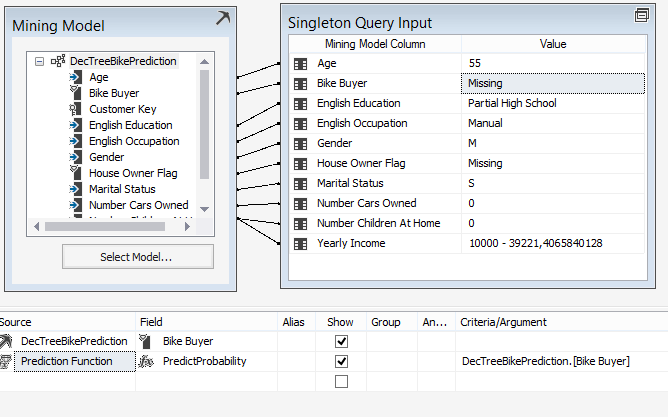 Mining Model
DecTreeBikePrediction
Age
Bike Buyer
Customer Key
English Education
English Occupation
Gender
House Owner Flag
Marital Status
Number Cars Owned
Select Model...
Singleton Query Input
Mining Model Column Value
Age 55
Bike Buyer Missing
English Education Partial High School
English Occupation Manual
Gender M
House Owner Flag Missing
Marital Status S
Number Cars Owned 0
Number Children At Home 0
Yearly Income 10000 - 39221,4065840128
Source Field Alias Show Group An... Criteria/Argument
DecTreeBikePrediction Bike Buyer
Prediction Function PredictProbability DecTreeBikePrediction.[Bike Buyer]